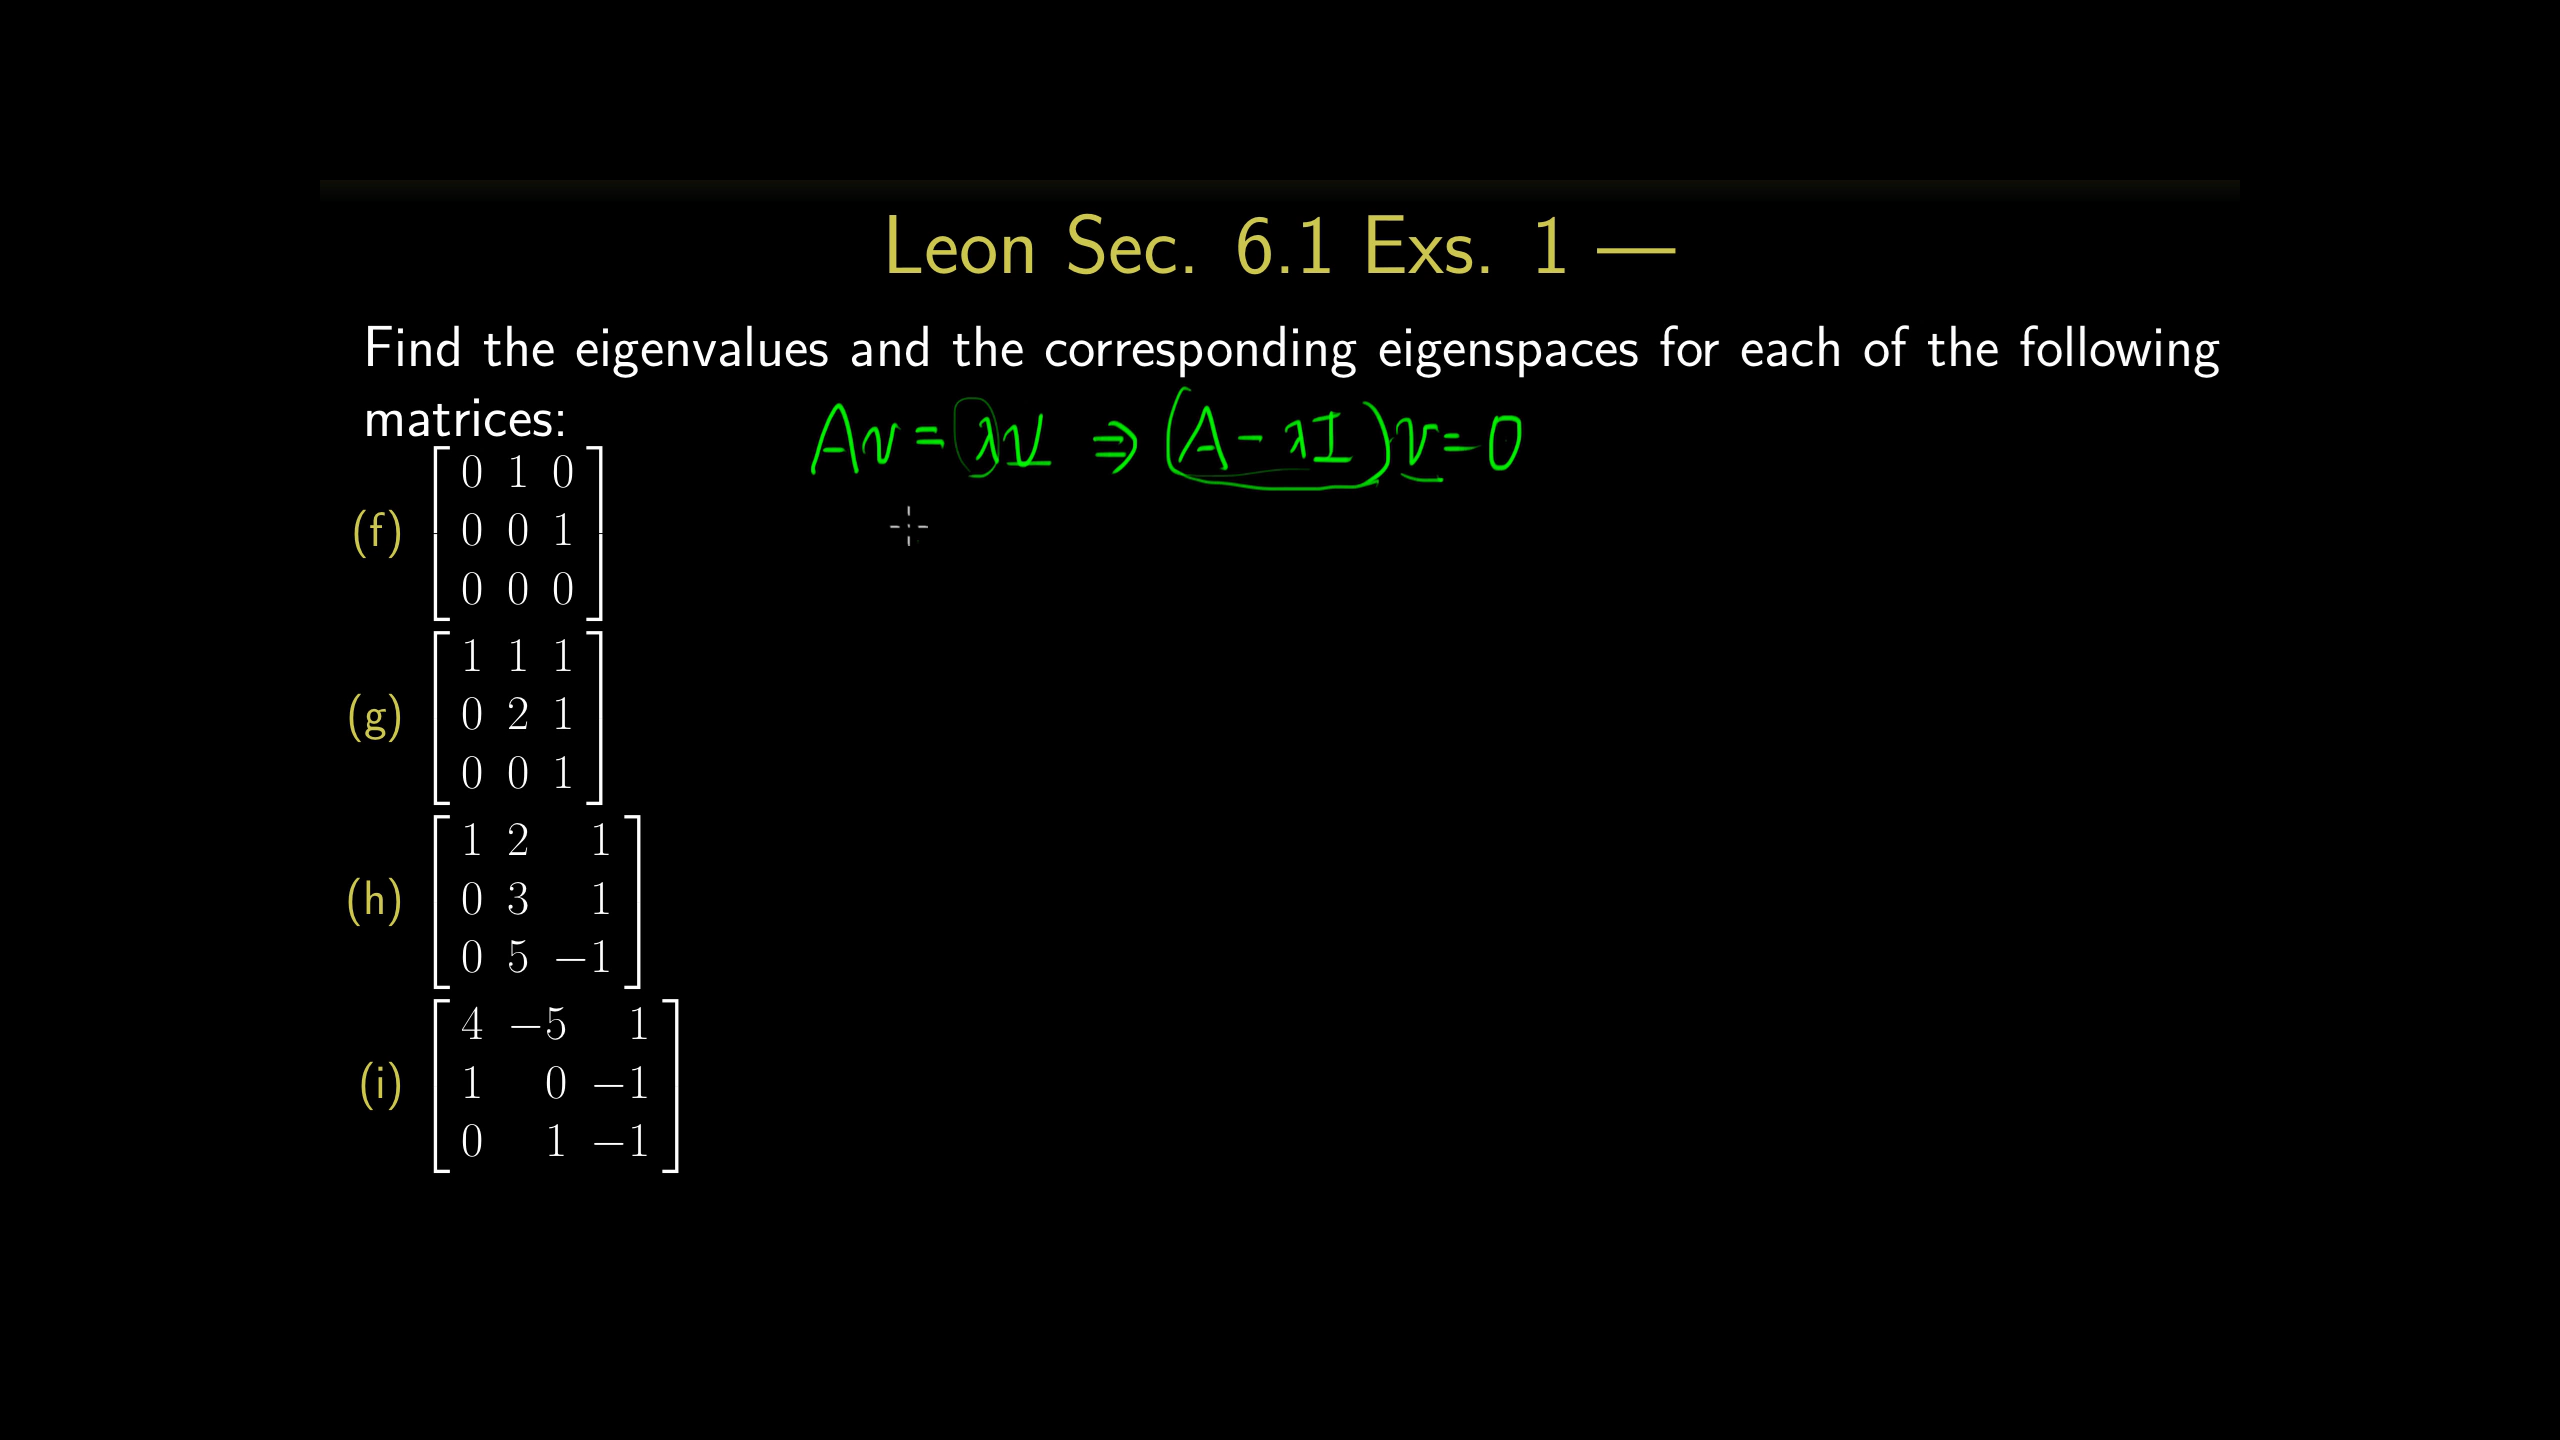 Leon Sec. 6.1 Exs. 1 —
Find the eigenvalues and the corresponding eigenspaces for each of the following
matrices:
Av = λv ⇒ (A - λI)v = 0
(f)
0 1 0
0 0 1
0 0 0
(g)
1 1 1
0 2 1
0 0 1
(h)
1 2 1
0 3 1
0 5 −1
(i)
4 −5 1
1 0 −1
0 1 −1